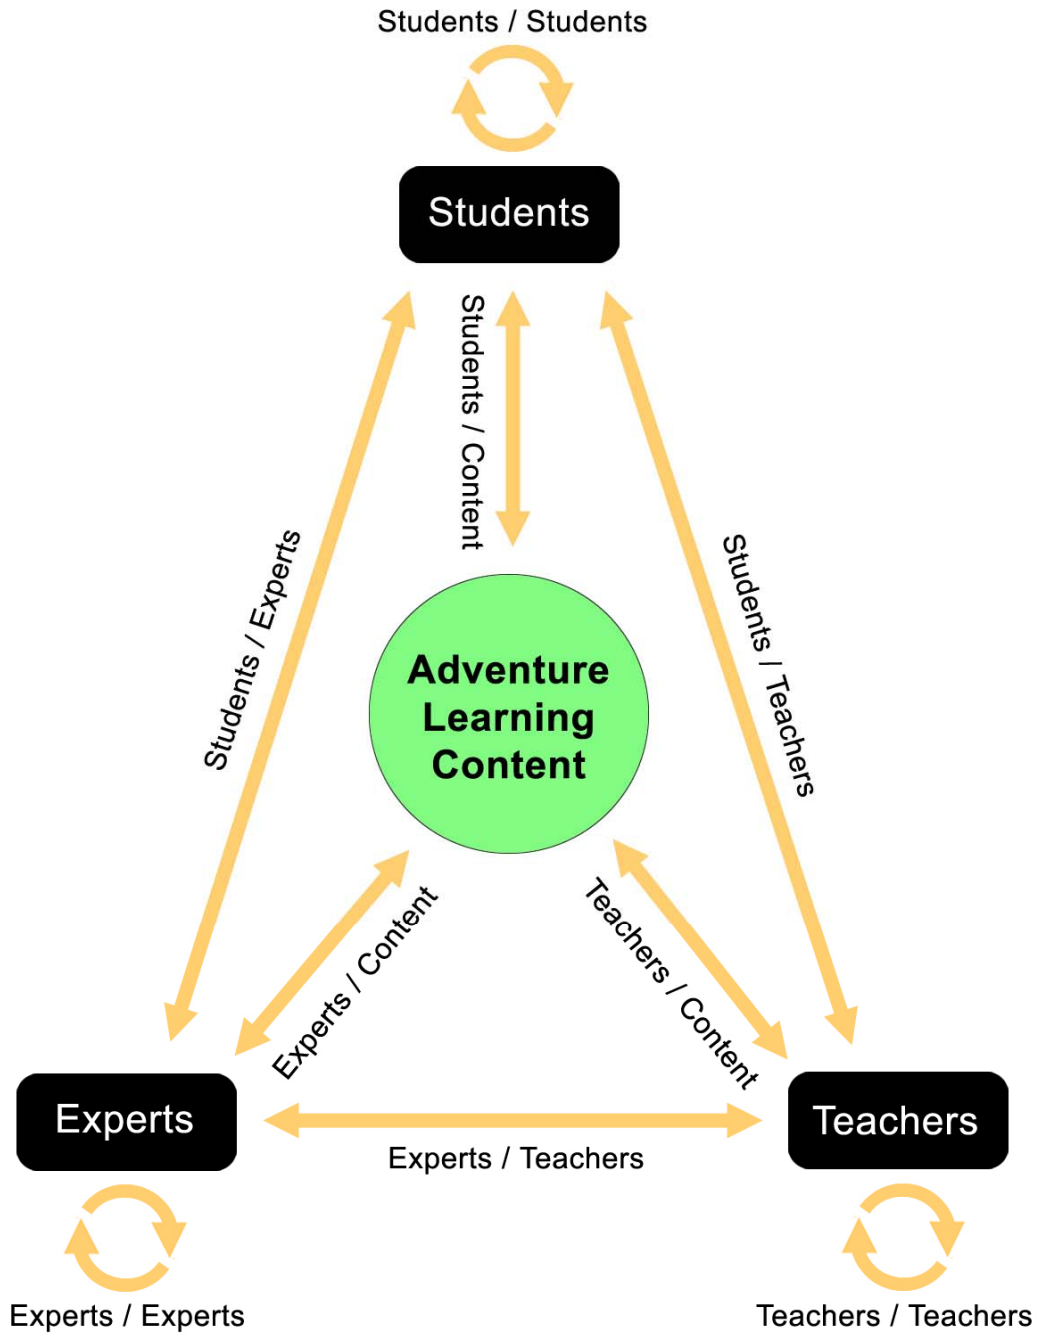 Students / Students
Students
Students / Content
Students / Experts
Students / Teachers
Adventure
Learning
Content
Experts / Content
Teachers / Content
Experts
Teachers
Experts / Teachers
Experts / Experts
Teachers / Teachers